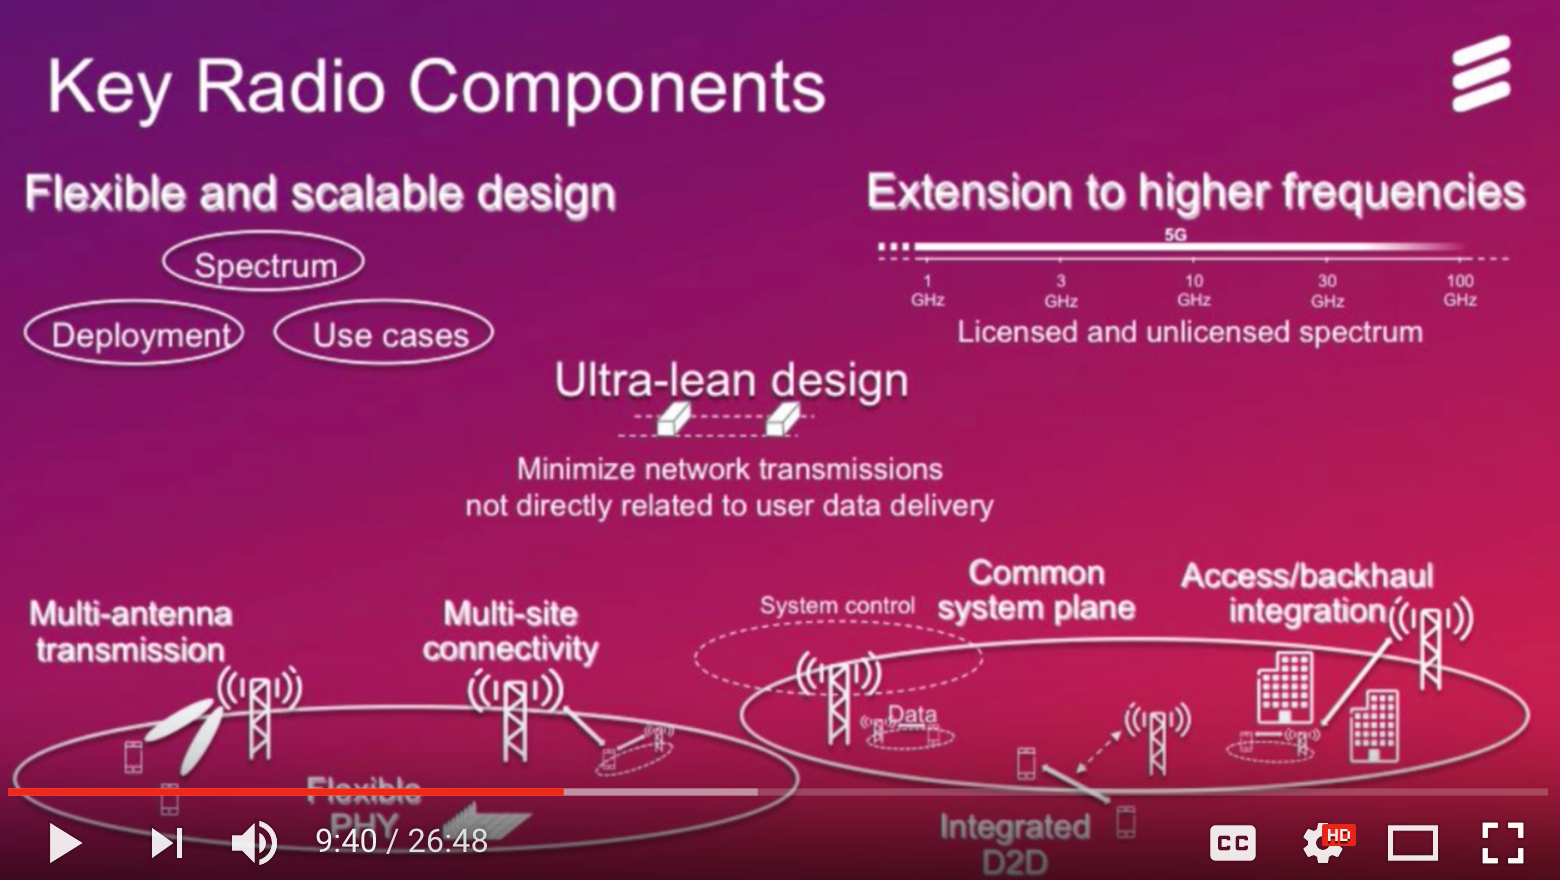 Key Radio Components
Flexible and scalable design
Spectrum
Deployment
Use cases
Extension to higher frequencies
5G
1 GHz
3 GHz
10 GHz
30 GHz
100 GHz
Licensed and unlicensed spectrum
Ultra-lean design
Minimize network transmissions
not directly related to user data delivery
Multi-antenna
transmission
Multi-site
connectivity
System control
Common
system plane
Access/backhaul
integration
Data
Flexible
PHY
Integrated
D2D
9:40 / 26:48
CC
HD